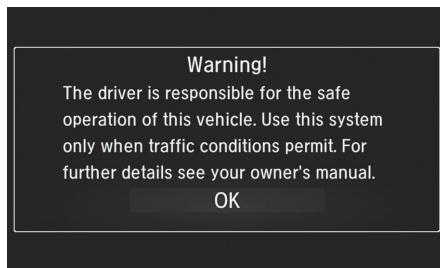 Warning!
The driver is responsible for the safe
operation of this vehicle. Use this system
only when traffic conditions permit. For
further details see your owner's manual.
OK